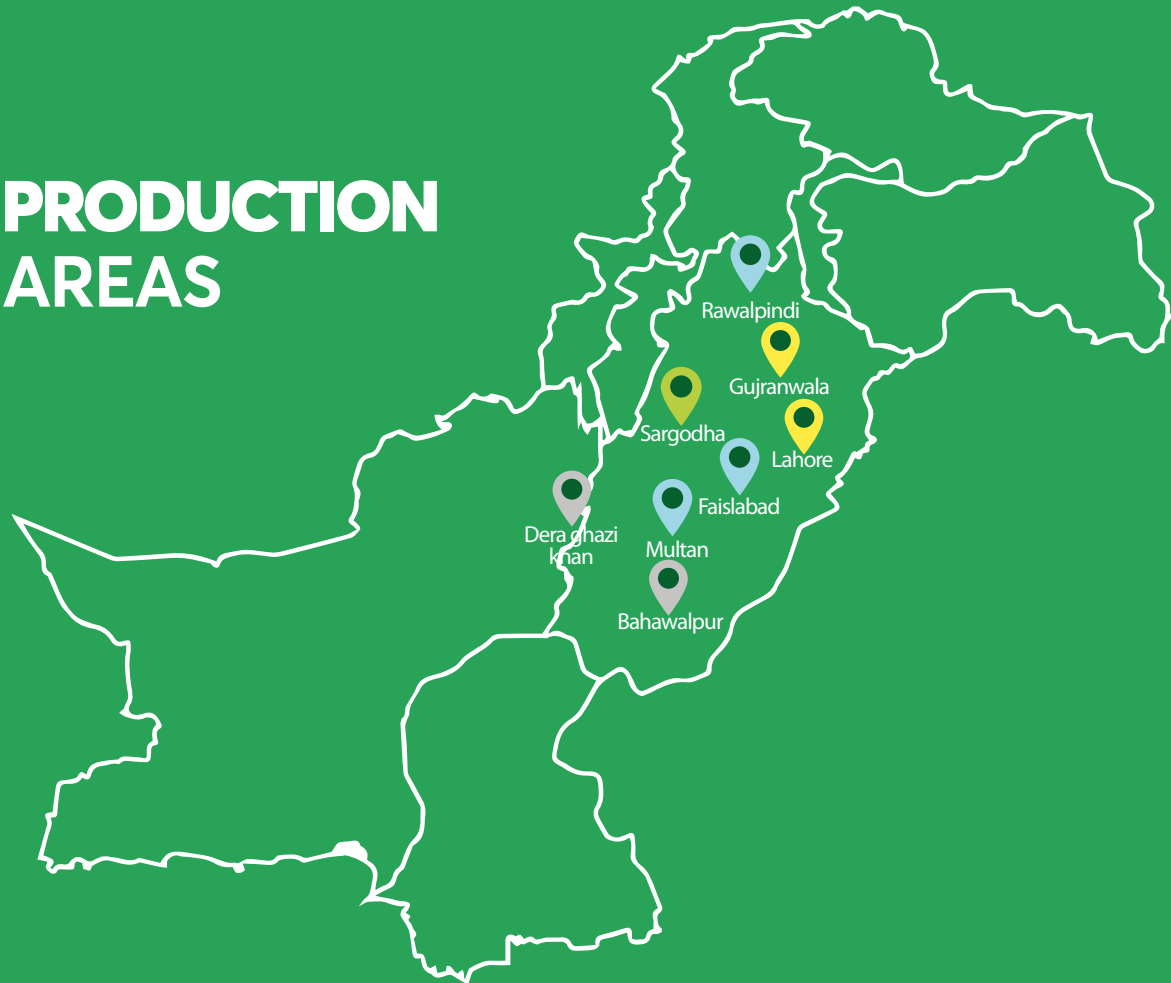 PRODUCTION
AREAS
Rawalpindi
Gujranwala
Sargodha
Lahore
Faislabad
Dera ghazi
khan
Multan
Bahawalpur